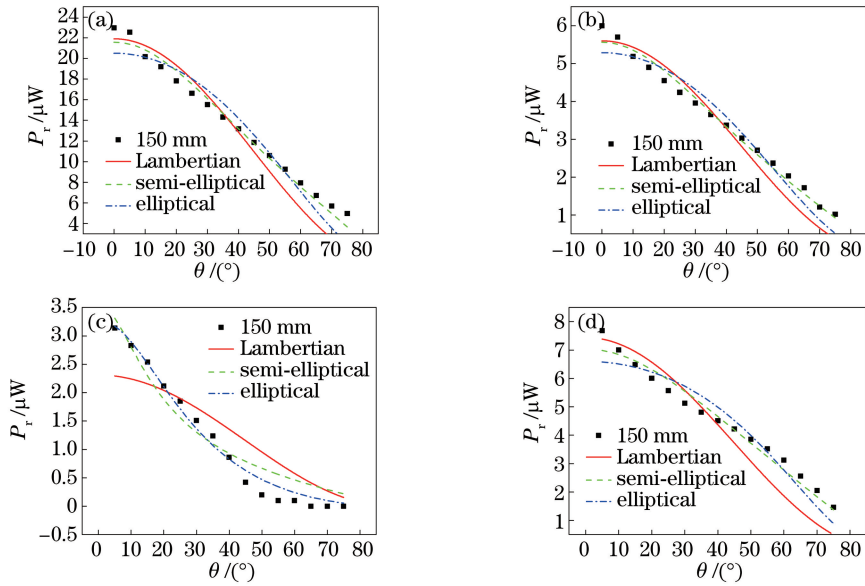 (a)
24
22
20
18
16
14
12
10
8
6
4
P_r /μW
150 mm
Lambertian
semi-elliptical
elliptical
−10 0 10 20 30 40 50 60 70 80
θ /(°)
(b)
6
5
4
3
2
1
P_r /μW
150 mm
Lambertian
semi-elliptical
elliptical
−10 0 10 20 30 40 50 60 70 80
θ /(°)
(c)
3.5
3.0
2.5
2.0
1.5
1.0
0.5
0
−0.5
P_r /μW
150 mm
Lambertian
semi-elliptical
elliptical
0 10 20 30 40 50 60 70 80
θ /(°)
(d)
8
7
6
5
4
3
2
1
P_r /μW
150 mm
Lambertian
semi-elliptical
elliptical
0 10 20 30 40 50 60 70 80
θ /(°)